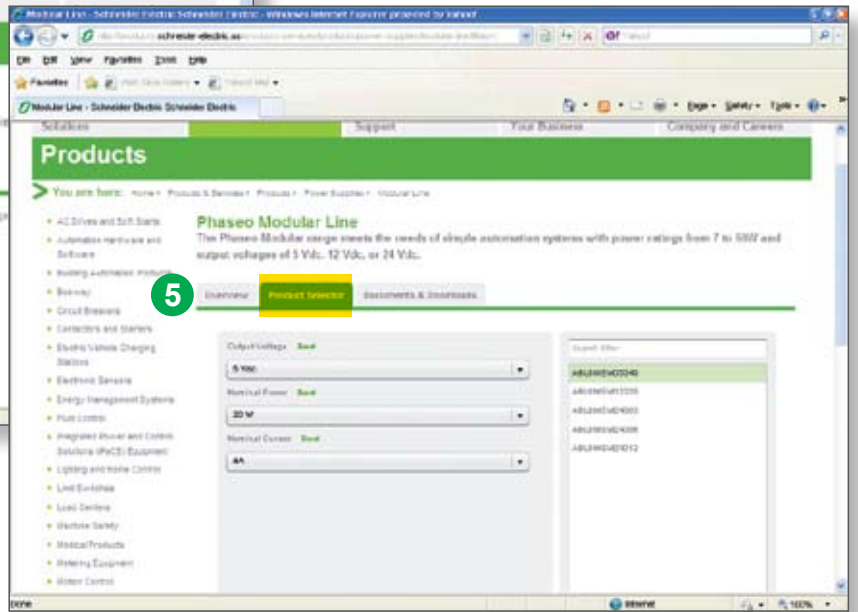 Modular Line - Schneider Electric Schneider Electric - Windows Internet Explorer provided by Yahoo!
schneider-electric.us
Edit View Favorites Tools Help
Favorites
Modular Line - Schneider Electric Schneider Electric
Page Safety Tools
Solutions Support Your Business Company and Careers
Products
You are here: Home Products & Services Products Power Supplies Modular Line
Phaseo Modular Line
The Phaseo Modular range meets the needs of simple automation systems with power ratings from 7 to 60W and
output voltages of 5 Vdc, 12 Vdc, or 24 Vdc.
5
Overview Product Selector Documents & Downloads
AC Drives and Soft Starts
Automation Hardware and
Software
Building Automation Products
Busway
Circuit Breakers
Contactors and Starters
Electric Vehicle Charging
Stations
Electronic Sensors
Energy Management Systems
Fluid Control
Integrated Power and Control
Solutions (IPaCS) Equipment
Lighting and Home Control
Limit Switches
Load Centers
Machine Safety
Medical Products
Metering Equipment
Motion Control
Output Voltage Reset
5 Vdc
Nominal Power Reset
20 W
Nominal Current Reset
4A
Search filter
Done Internet 100%